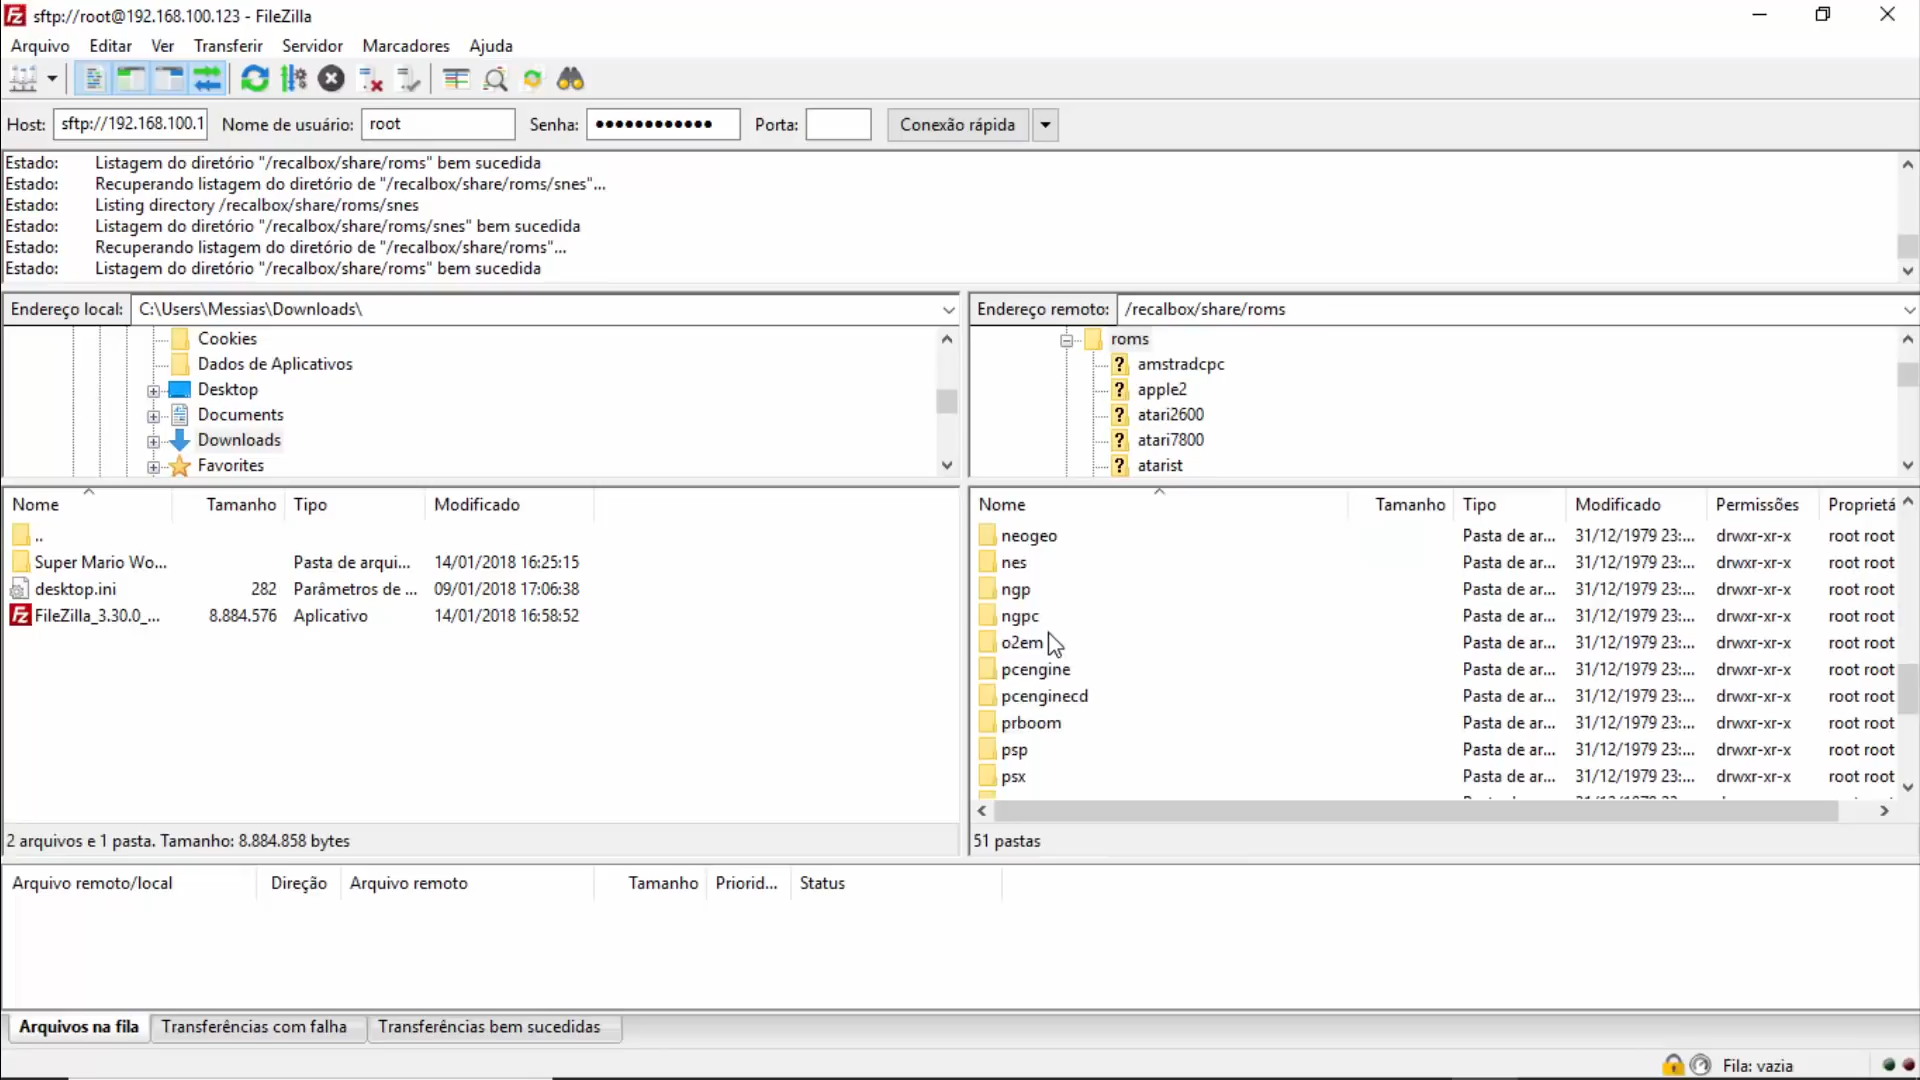 sftp://root@192.168.100.123 - FileZilla
Arquivo Editar Ver Transferir Servidor Marcadores Ajuda
Host: sftp://192.168.100.1 Nome de usuário: root Senha: ●●●●●●●●●●●● Porta: Conexão rápida
Estado: Listagem do diretório "/recalbox/share/roms" bem sucedida
Estado: Recuperando listagem do diretório de "/recalbox/share/roms/snes"...
Estado: Listing directory /recalbox/share/roms/snes
Estado: Listagem do diretório "/recalbox/share/roms/snes" bem sucedida
Estado: Recuperando listagem do diretório de "/recalbox/share/roms"...
Estado: Listagem do diretório "/recalbox/share/roms" bem sucedida
Endereço local: C:\Users\Messias\Downloads\
Cookies
Dados de Aplicativos
Desktop
Documents
Downloads
Favorites
Endereço remoto: /recalbox/share/roms
roms
amstradcpc
apple2
atari2600
atari7800
atarist
Nome Tamanho Tipo Modificado
..
Super Mario Wo... Pasta de arqui... 14/01/2018 16:25:15
desktop.ini 282 Parâmetros de ... 09/01/2018 17:06:38
FileZilla_3.30.0_... 8.884.576 Aplicativo 14/01/2018 16:58:52
2 arquivos e 1 pasta. Tamanho: 8.884.858 bytes
Nome Tamanho Tipo Modificado Permissões Proprietá
neogeo Pasta de ar... 31/12/1979 23:... drwxr-xr-x root root
nes Pasta de ar... 31/12/1979 23:... drwxr-xr-x root root
ngp Pasta de ar... 31/12/1979 23:... drwxr-xr-x root root
ngpc Pasta de ar... 31/12/1979 23:... drwxr-xr-x root root
o2em Pasta de ar... 31/12/1979 23:... drwxr-xr-x root root
pcengine Pasta de ar... 31/12/1979 23:... drwxr-xr-x root root
pcenginecd Pasta de ar... 31/12/1979 23:... drwxr-xr-x root root
prboom Pasta de ar... 31/12/1979 23:... drwxr-xr-x root root
psp Pasta de ar... 31/12/1979 23:... drwxr-xr-x root root
psx Pasta de ar... 31/12/1979 23:... drwxr-xr-x root root
51 pastas
Arquivo remoto/local Direção Arquivo remoto Tamanho Priorid... Status
Arquivos na fila Transferências com falha Transferências bem sucedidas
Fila: vazia